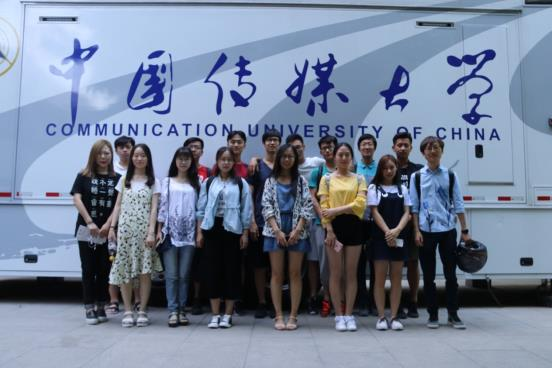 中国传媒大学
COMMUNICATION UNIVERSITY OF CHINA